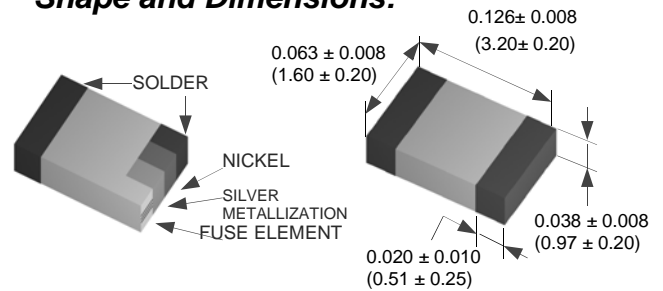 Shape and Dimensions:
SOLDER
NICKEL
SILVER
METALLIZATION
FUSE ELEMENT
0.063 ± 0.008
(1.60 ± 0.20)
0.126± 0.008
(3.20± 0.20)
0.038 ± 0.008
(0.97 ± 0.20)
0.020 ± 0.010
(0.51 ± 0.25)